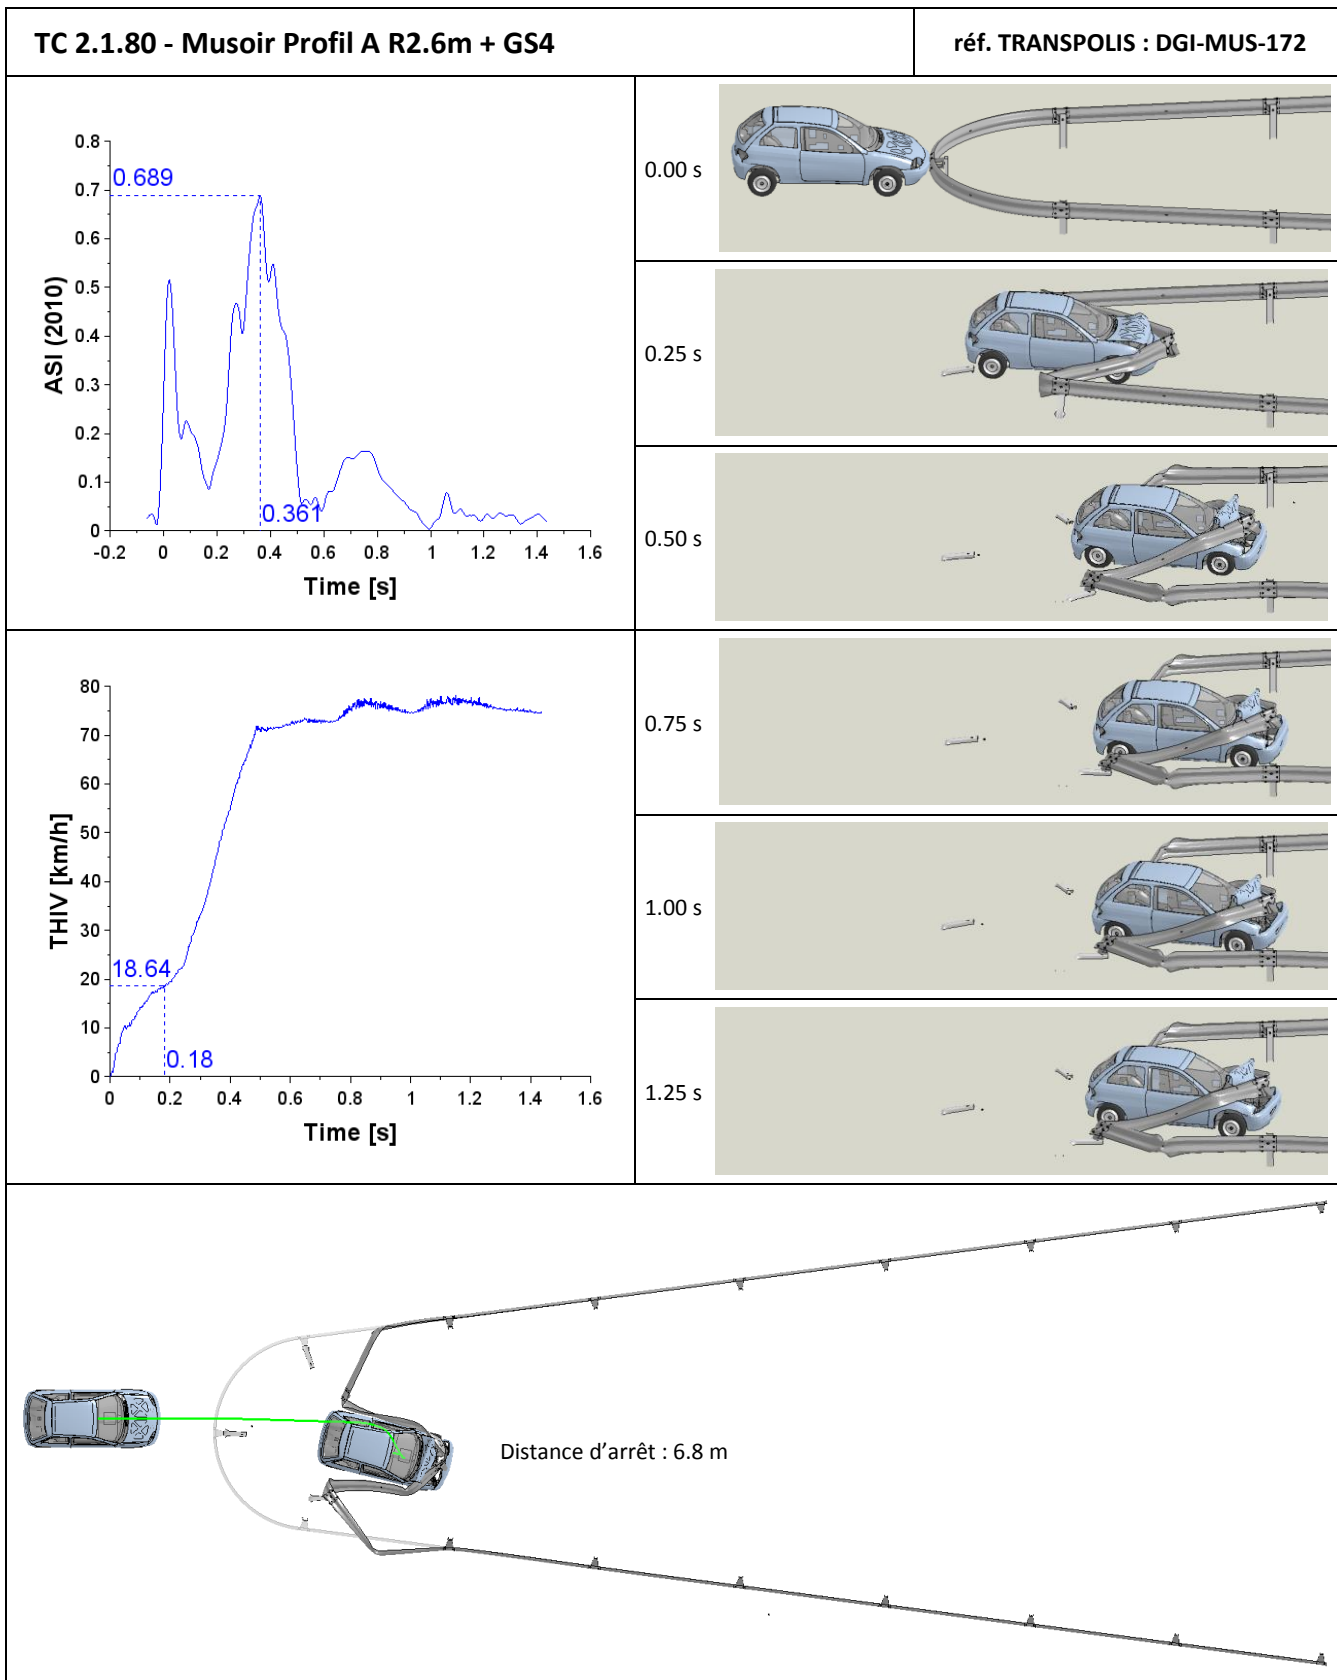 TC 2.1.80 - Musoir Profil A R2.6m + GS4
réf. TRANSPOLIS : DGI-MUS-172
ASI (2010)
0.8
0.7
0.6
0.5
0.4
0.3
0.2
0.1
0
0.689
0.361
-0.2 0 0.2 0.4 0.6 0.8 1 1.2 1.4 1.6
Time [s]
0.00 s
0.25 s
0.50 s
THIV [km/h]
80
70
60
50
40
30
20
10
0
18.64
0.18
0 0.2 0.4 0.6 0.8 1 1.2 1.4 1.6
Time [s]
0.75 s
1.00 s
1.25 s
Distance d’arrêt : 6.8 m